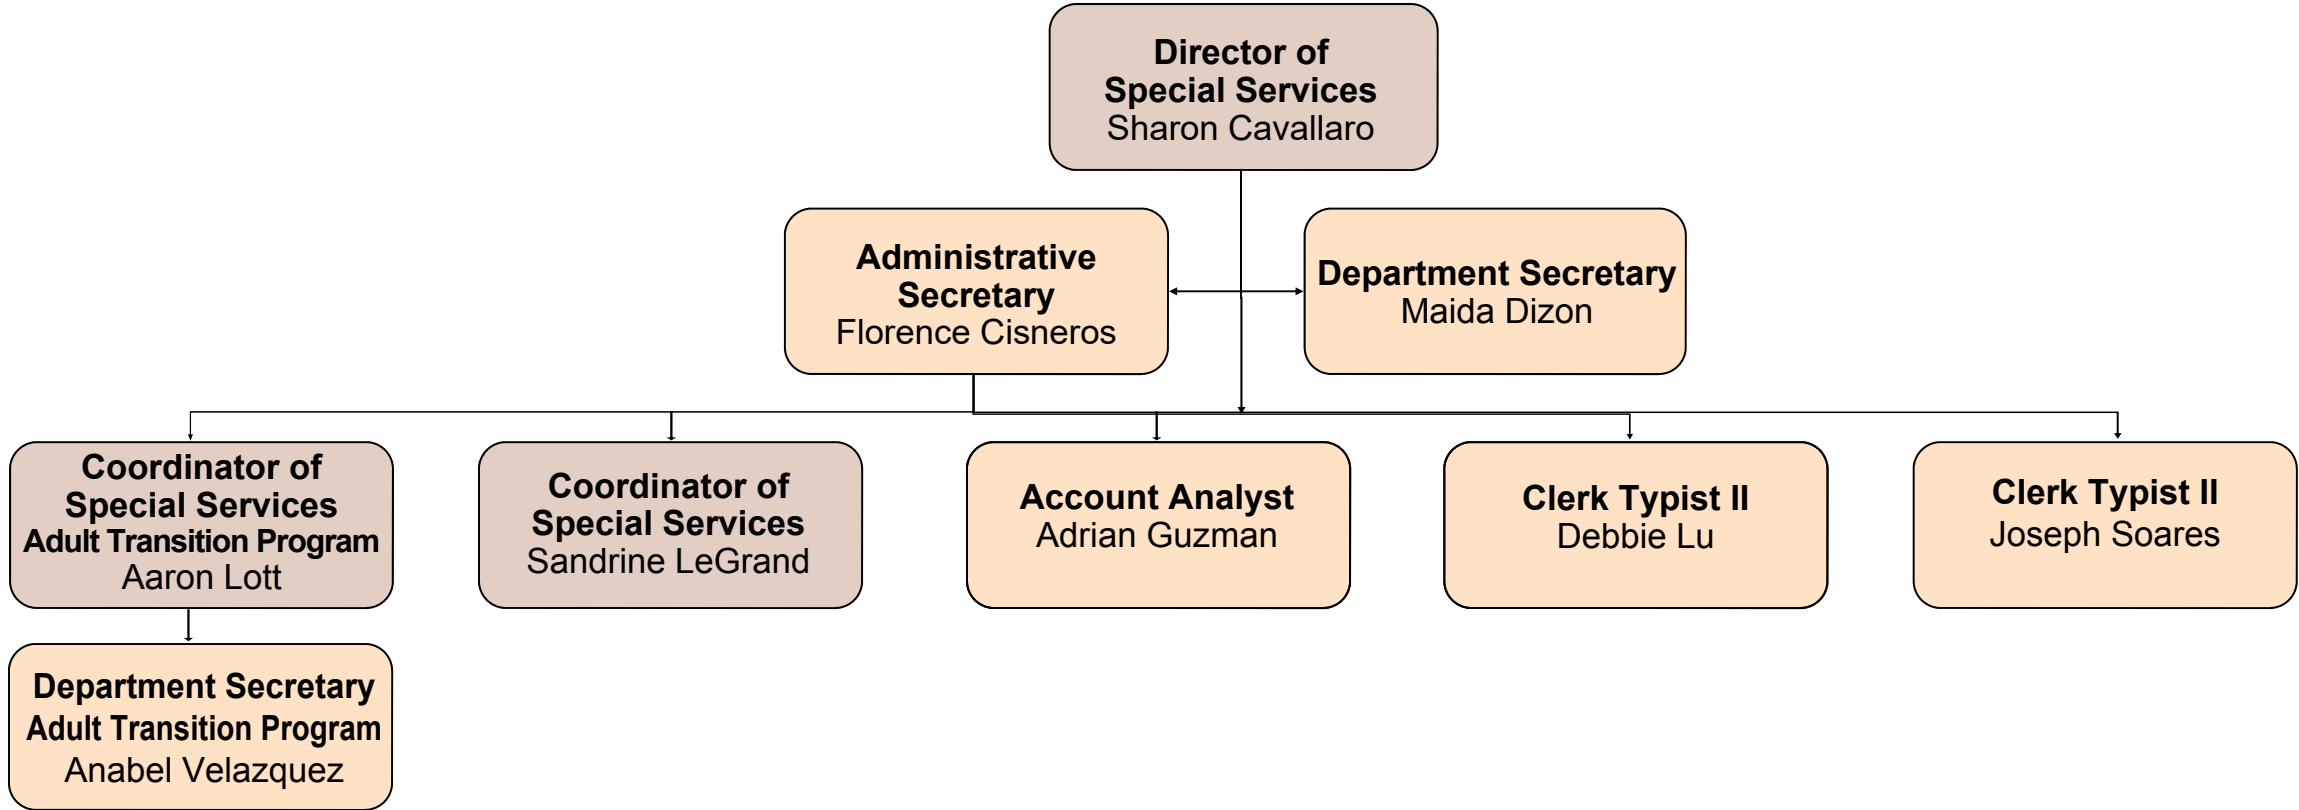 Director of
Special Services
Sharon Cavallaro
Administrative
Secretary
Florence Cisneros
Department Secretary
Maida Dizon
Coordinator of
Special Services
Adult Transition Program
Aaron Lott
Coordinator of
Special Services
Sandrine LeGrand
Account Analyst
Adrian Guzman
Clerk Typist II
Debbie Lu
Clerk Typist II
Joseph Soares
Department Secretary
Adult Transition Program
Anabel Velazquez